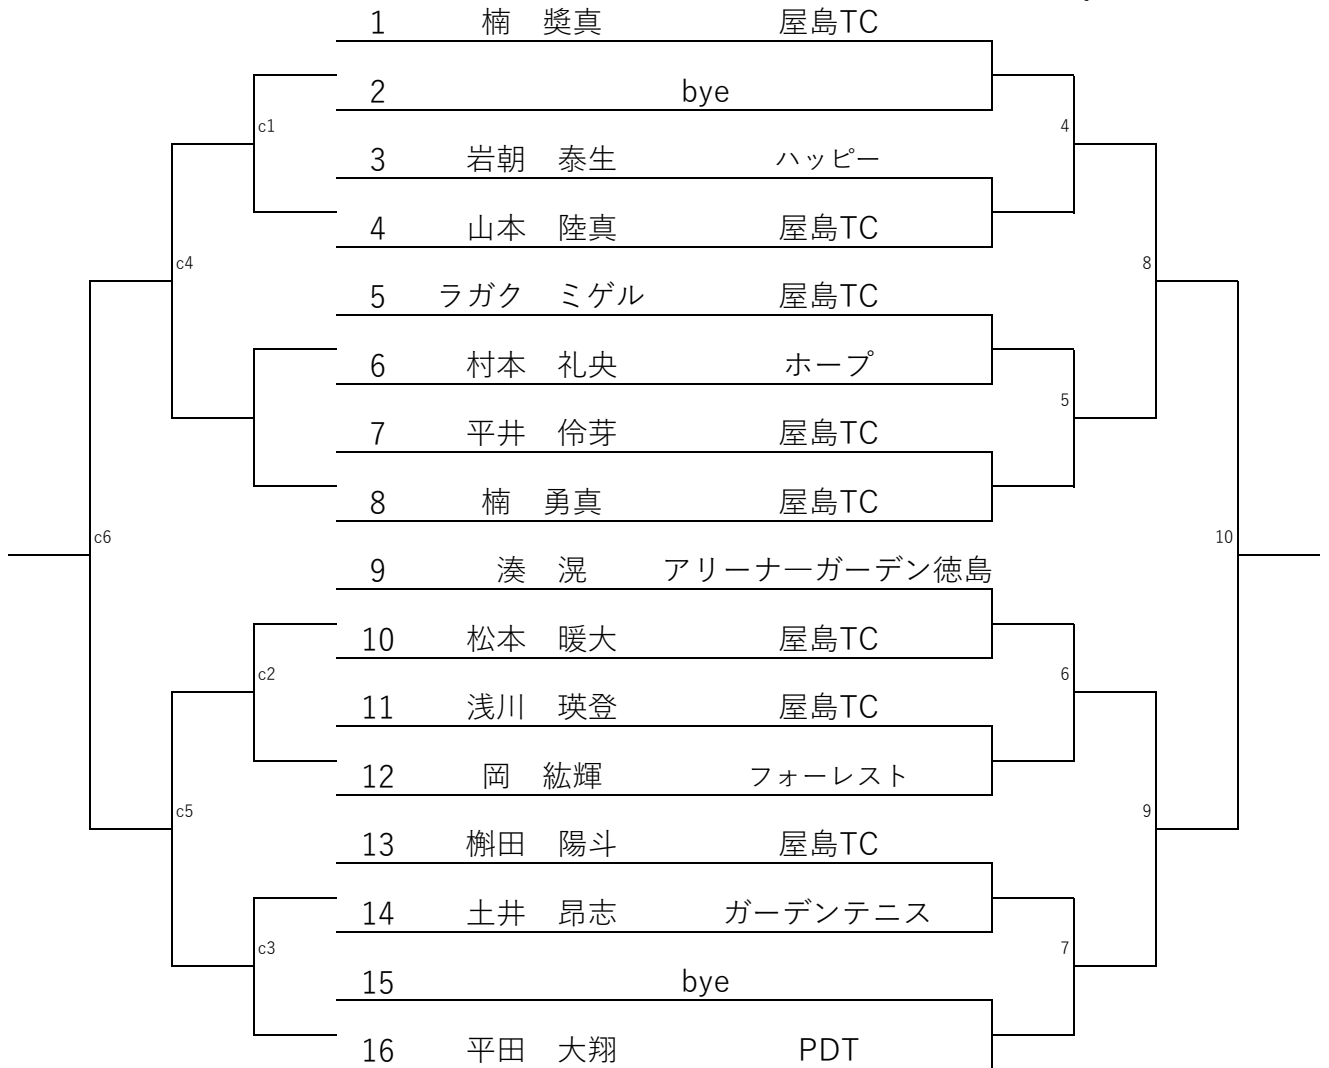 1 楠 奨真 屋島TC
2 bye
c1 4
3 岩朝 泰生 ハッピー
4 山本 陸真 屋島TC
c4 8
5 ラガク ミゲル 屋島TC
6 村本 礼央 ホープ
5
7 平井 伶芽 屋島TC
8 楠 勇真 屋島TC
c6 10
9 湊 滉 アリーナ―ガーデン徳島
10 松本 暖大 屋島TC
c2 6
11 浅川 瑛登 屋島TC
12 岡 紘輝 フォーレスト
c5 9
13 槲田 陽斗 屋島TC
14 土井 昂志 ガーデンテニス
c3 7
15 bye
16 平田 大翔 PDT